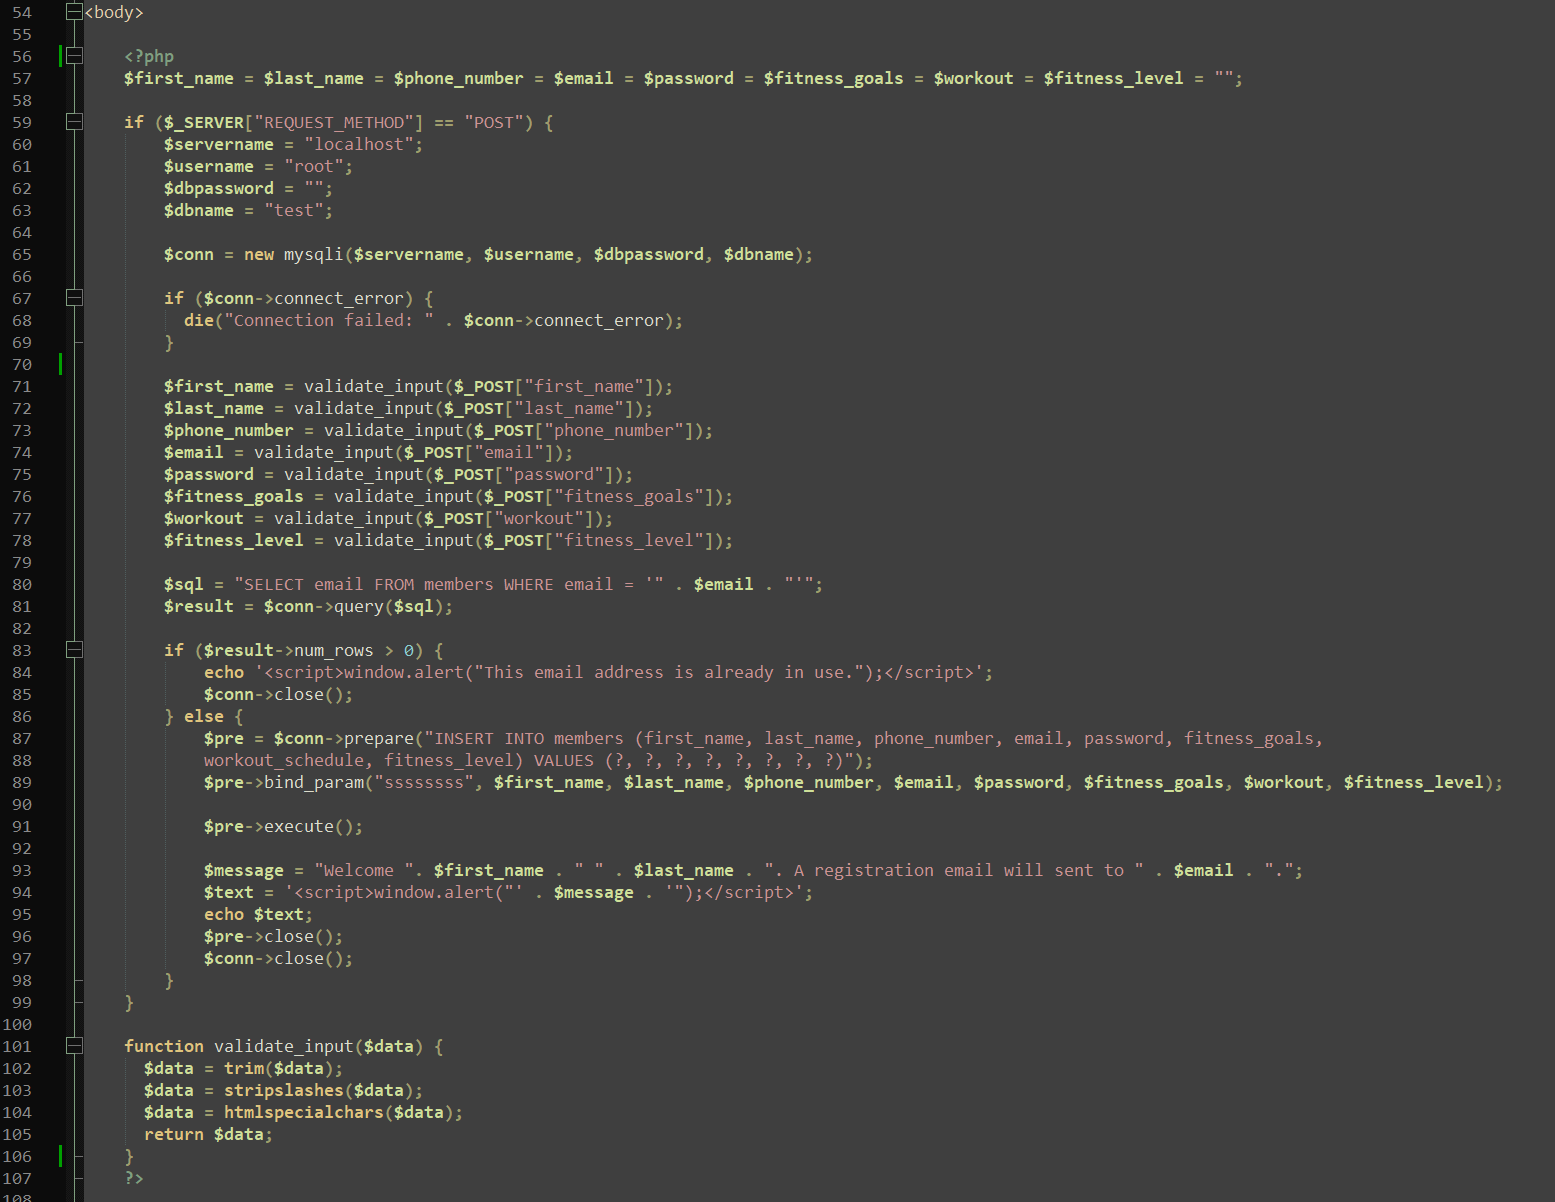 54 <body>
55
56 <?php
57 $first_name = $last_name = $phone_number = $email = $password = $fitness_goals = $workout = $fitness_level = "";
58
59 if ($_SERVER["REQUEST_METHOD"] == "POST") {
60 $servername = "localhost";
61 $username = "root";
62 $dbpassword = "";
63 $dbname = "test";
64
65 $conn = new mysqli($servername, $username, $dbpassword, $dbname);
66
67 if ($conn->connect_error) {
68 die("Connection failed: " . $conn->connect_error);
69 }
70
71 $first_name = validate_input($_POST["first_name"]);
72 $last_name = validate_input($_POST["last_name"]);
73 $phone_number = validate_input($_POST["phone_number"]);
74 $email = validate_input($_POST["email"]);
75 $password = validate_input($_POST["password"]);
76 $fitness_goals = validate_input($_POST["fitness_goals"]);
77 $workout = validate_input($_POST["workout"]);
78 $fitness_level = validate_input($_POST["fitness_level"]);
79
80 $sql = "SELECT email FROM members WHERE email = '" . $email . "'";
81 $result = $conn->query($sql);
82
83 if ($result->num_rows > 0) {
84 echo '<script>window.alert("This email address is already in use.");</script>';
85 $conn->close();
86 } else {
87 $pre = $conn->prepare("INSERT INTO members (first_name, last_name, phone_number, email, password, fitness_goals,
88 workout_schedule, fitness_level) VALUES (?, ?, ?, ?, ?, ?, ?, ?)");
89 $pre->bind_param("ssssssss", $first_name, $last_name, $phone_number, $email, $password, $fitness_goals, $workout, $fitness_level);
90
91 $pre->execute();
92
93 $message = "Welcome ". $first_name . " " . $last_name . ". A registration email will sent to " . $email . ".";
94 $text = '<script>window.alert("' . $message . '");</script>';
95 echo $text;
96 $pre->close();
97 $conn->close();
98 }
99 }
100
101 function validate_input($data) {
102 $data = trim($data);
103 $data = stripslashes($data);
104 $data = htmlspecialchars($data);
105 return $data;
106 }
107 ?>
108